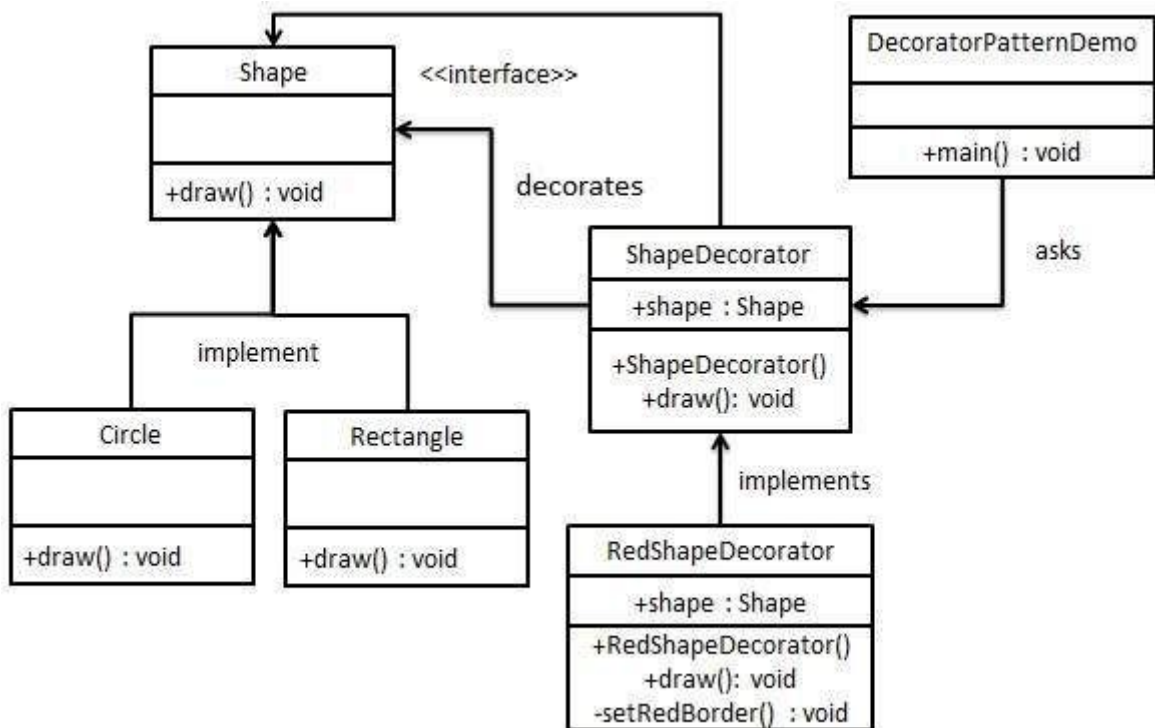 Shape
+draw() : void
<<interface>>
DecoratorPatternDemo
+main() : void
decorates
asks
ShapeDecorator
+shape : Shape
+ShapeDecorator()
+draw(): void
implement
Circle
+draw() : void
Rectangle
+draw() : void
implements
RedShapeDecorator
+shape : Shape
+RedShapeDecorator()
+draw(): void
-setRedBorder() : void